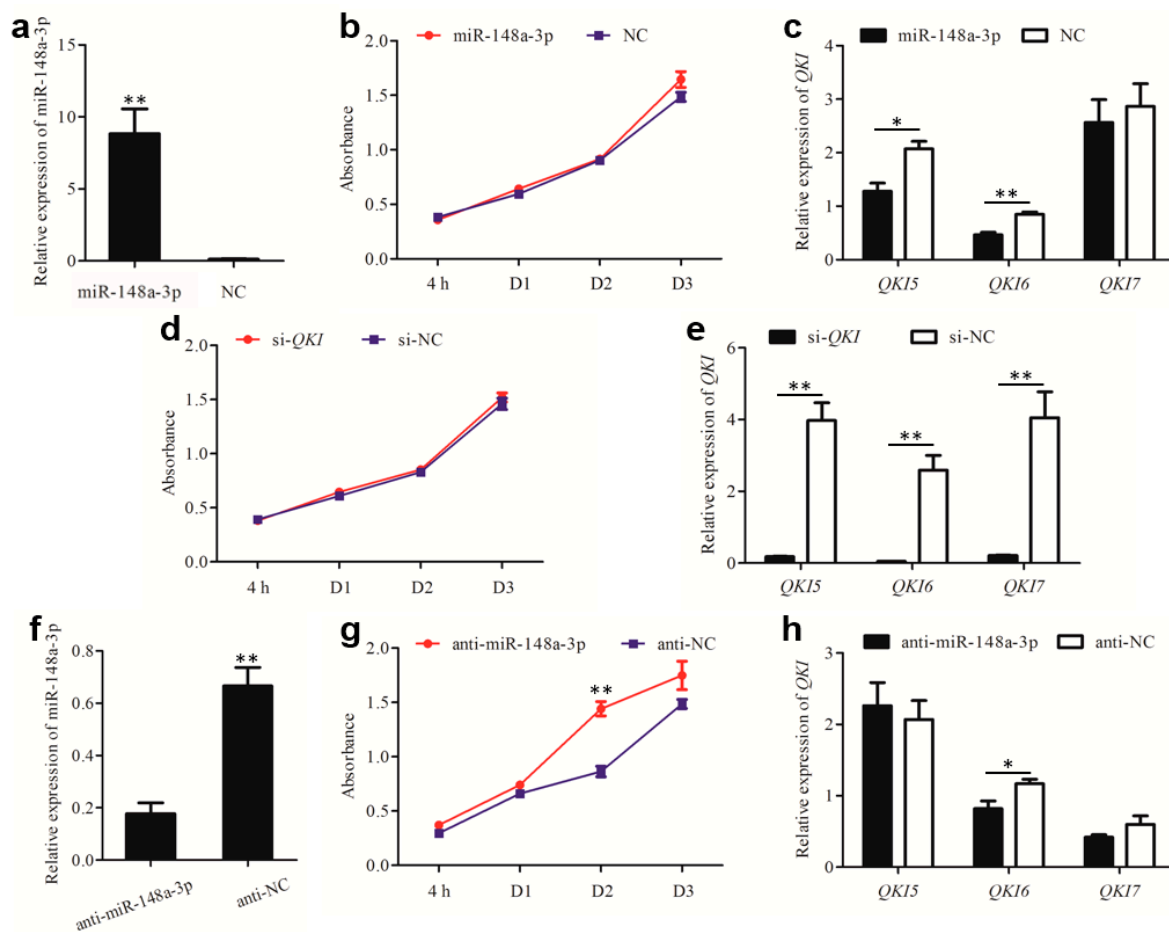 a
Relative expression of miR-148a-3p
15
10
5
0
**
miR-148a-3p NC
b
miR-148a-3p NC
Absorbance
2.0
1.5
1.0
0.5
0.0
4 h D1 D2 D3
c
miR-148a-3p NC
Relative expression of QKI
4
3
2
1
0
* **
QKI5 QKI6 QKI7
d
si-QKI si-NC
Absorbance
2.0
1.5
1.0
0.5
0.0
4 h D1 D2 D3
e
si-QKI si-NC
Relative expression of QKI
6
4
2
0
** ** **
QKI5 QKI6 QKI7
f
Relative expression of miR-148a-3p
0.8
0.6
0.4
0.2
0.0
**
anti-miR-148a-3p anti-NC
g
anti-miR-148a-3p anti-NC
Absorbance
2.0
1.5
1.0
0.5
0.0
**
4 h D1 D2 D3
h
anti-miR-148a-3p anti-NC
Relative expression of QKI
3
2
1
0
*
QKI5 QKI6 QKI7